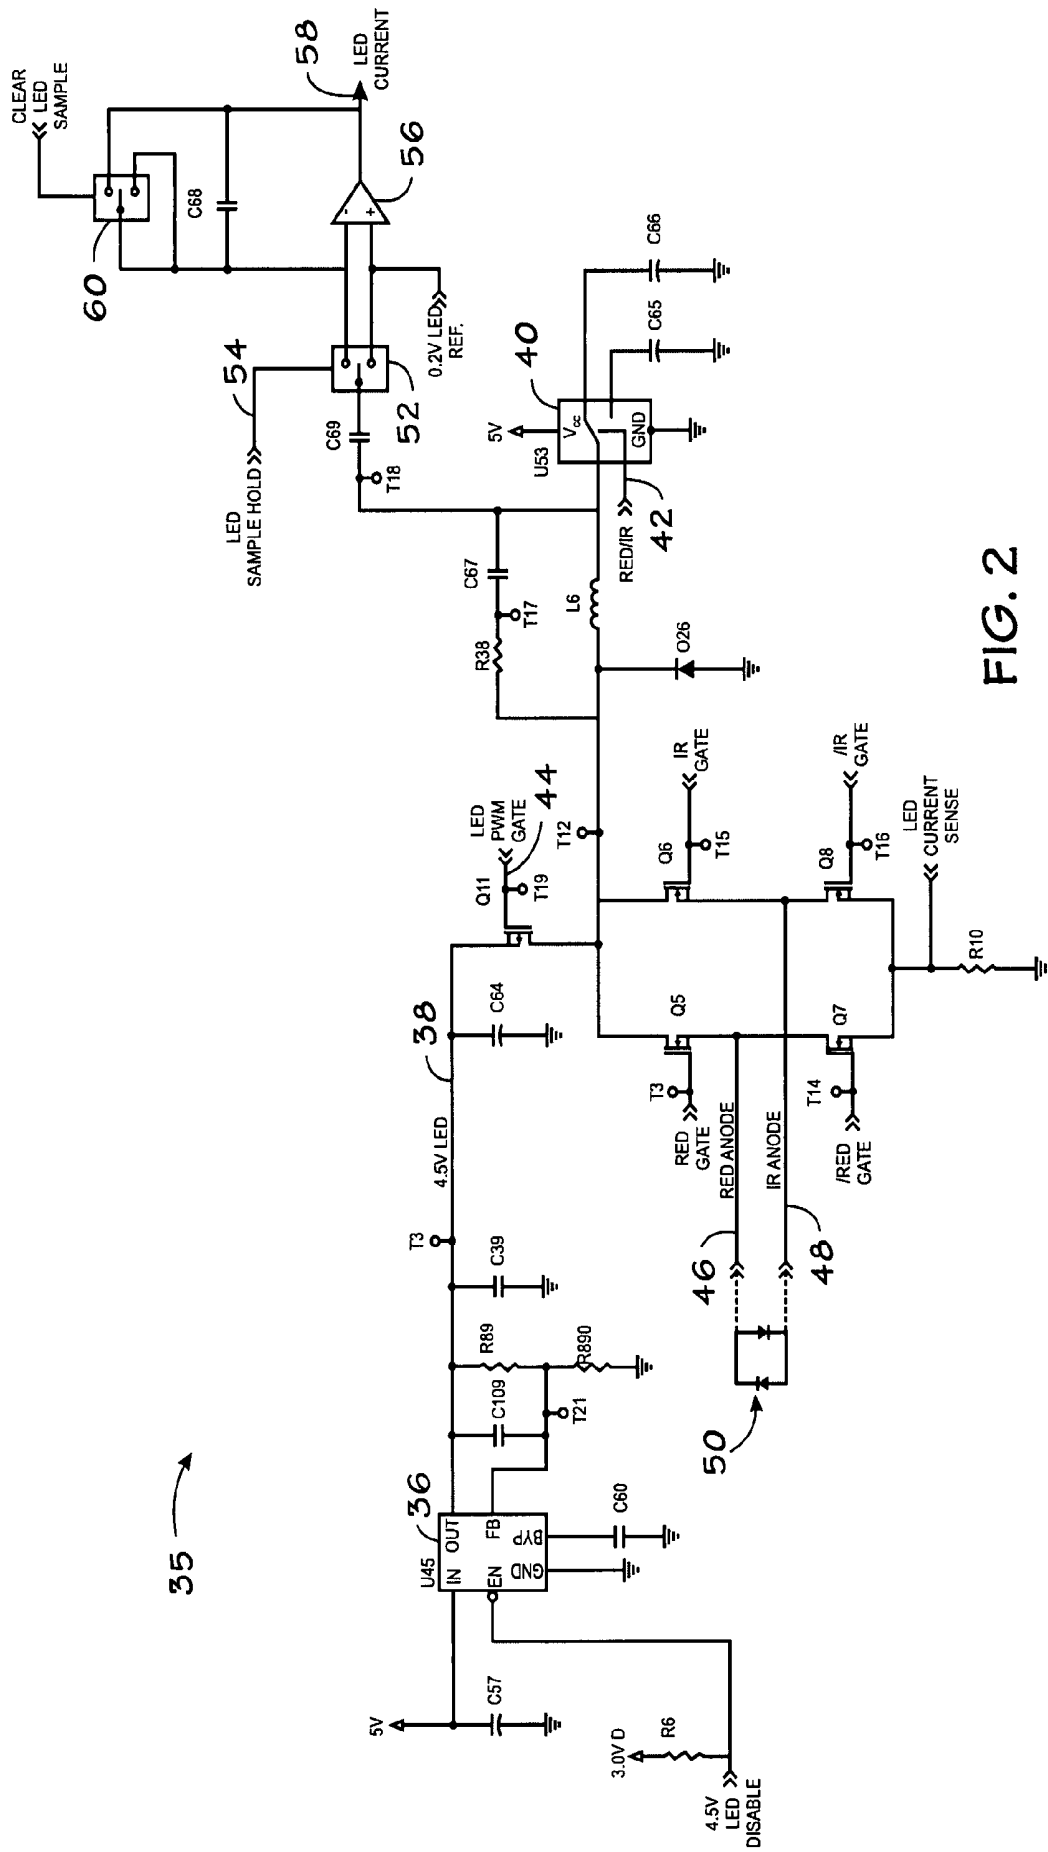 35
5V
C57
3.0V D
R6
4.5V
LED
DISABLE
U45
36
IN
OUT
EN
FB
GND
BYP
C60
C109
R89
T21
R890
C39
T3
4.5V LED
38
C64
Q11
T19
LED
PWM
GATE
44
T12
50
46
48
RED ANODE
IR ANODE
RED
GATE
T3
Q5
/RED
GATE
T14
Q7
Q6
T15
IR
GATE
Q8
T16
/IR
GATE
LED
CURRENT
SENSE
R10
R38
T17
C67
O26
L6
RED/IR
42
U53
5V
Vcc
GND
40
C65
C66
T18
C69
LED
SAMPLE HOLD
54
52
0.2V LED
REF.
60
C68
-
+
56
58
CLEAR
LED
SAMPLE
LED
CURRENT
FIG. 2